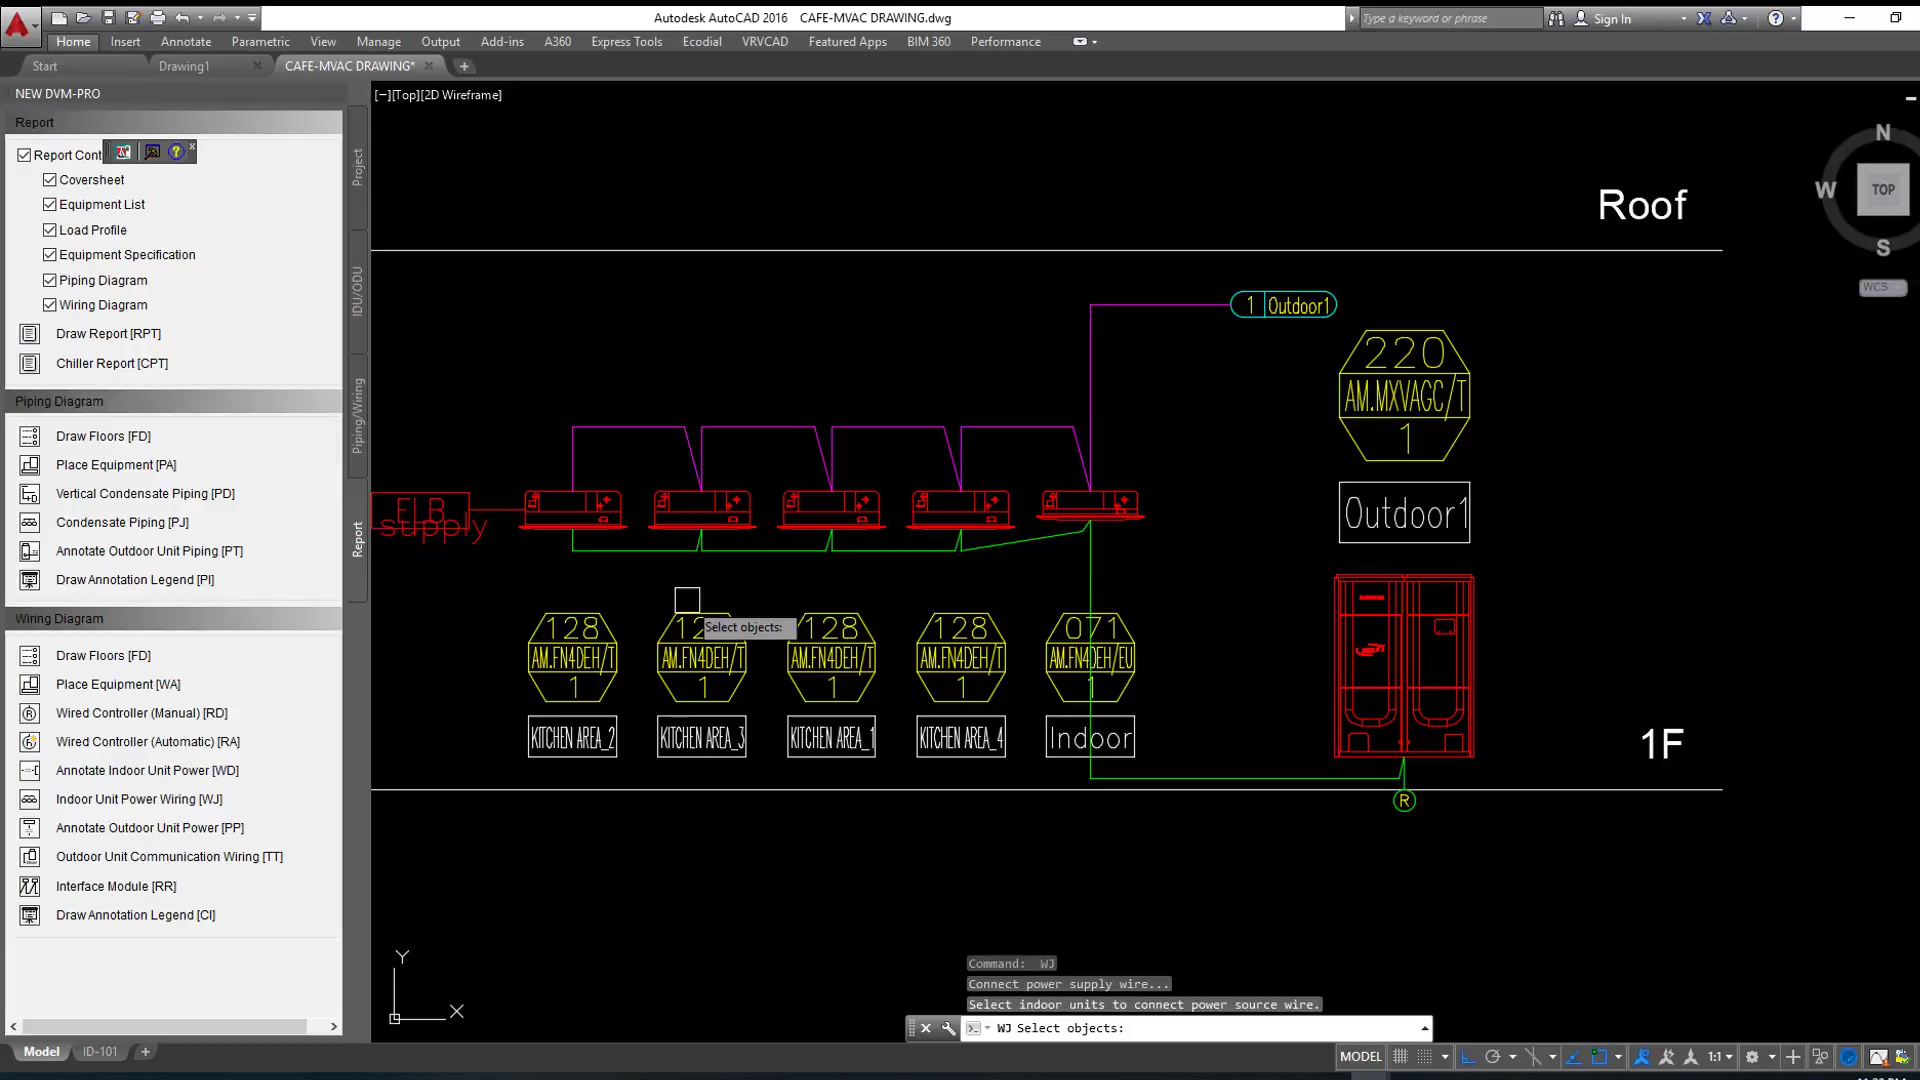 Autodesk AutoCAD 2016 CAFE-MVAC DRAWING.dwg
Type a keyword or phrase
Sign In
Home Insert Annotate Parametric View Manage Output Add-ins A360 Express Tools Ecodial VRVCAD Featured Apps BIM 360 Performance
Start Drawing1 CAFE-MVAC DRAWING*
NEW DVM-PRO
[−][Top][2D Wireframe]
Report
Report Cont
Coversheet
Equipment List
Load Profile
Equipment Specification
Piping Diagram
Wiring Diagram
Draw Report [RPT]
Chiller Report [CPT]
Piping Diagram
Draw Floors [FD]
Place Equipment [PA]
Vertical Condensate Piping [PD]
Condensate Piping [PJ]
Annotate Outdoor Unit Piping [PT]
Draw Annotation Legend [PI]
Wiring Diagram
Draw Floors [FD]
Place Equipment [WA]
Wired Controller (Manual) [RD]
Wired Controller (Automatic) [RA]
Annotate Indoor Unit Power [WD]
Indoor Unit Power Wiring [WJ]
Annotate Outdoor Unit Power [PP]
Outdoor Unit Communication Wiring [TT]
Interface Module [RR]
Draw Annotation Legend [CI]
Project
IDU/ODU
Piping/Wiring
Report
N
W TOP
S
WCS
Roof
1 Outdoor1
220
AM.MXVAGC/T
1
Outdoor1
ELB
supply
128 128 128 071
AM.FN4DEH/T AM.FN4DEH/T AM.FN4DEH/T AM.FN4DEH/T AM.FN4DEH/EU
1 1 1 1 1
Select objects:
KITCHEN AREA_2 KITCHEN AREA_3 KITCHEN AREA_1 KITCHEN AREA_4 Indoor
1F
R
Y
X
Command: WJ
Connect power supply wire...
Select indoor units to connect power source wire.
WJ Select objects:
Model ID-101
MODEL 1:1